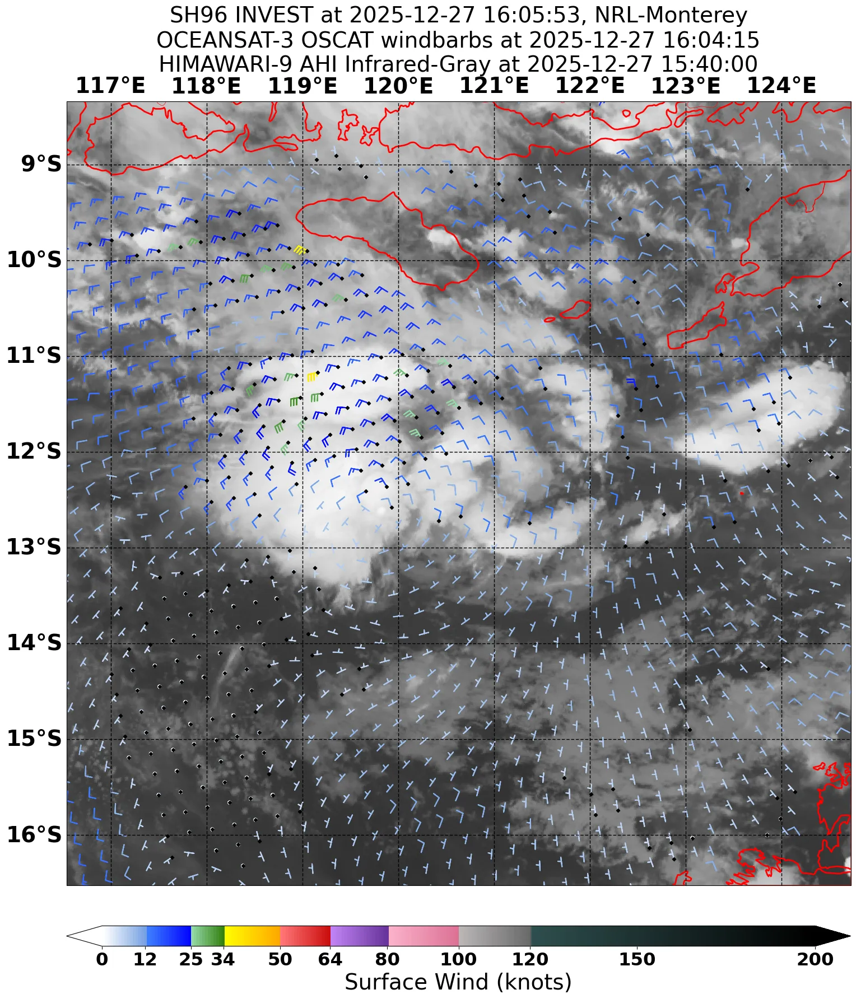 SH96 INVEST at 2025-12-27 16:05:53, NRL-Monterey
OCEANSAT-3 OSCAT windbarbs at 2025-12-27 16:04:15
HIMAWARI-9 AHI Infrared-Gray at 2025-12-27 15:40:00
117°E 118°E 119°E 120°E 121°E 122°E 123°E 124°E
9°S
10°S
11°S
12°S
13°S
14°S
15°S
16°S
0 12 25 34 50 64 80 100 120 150 200
Surface Wind (knots)